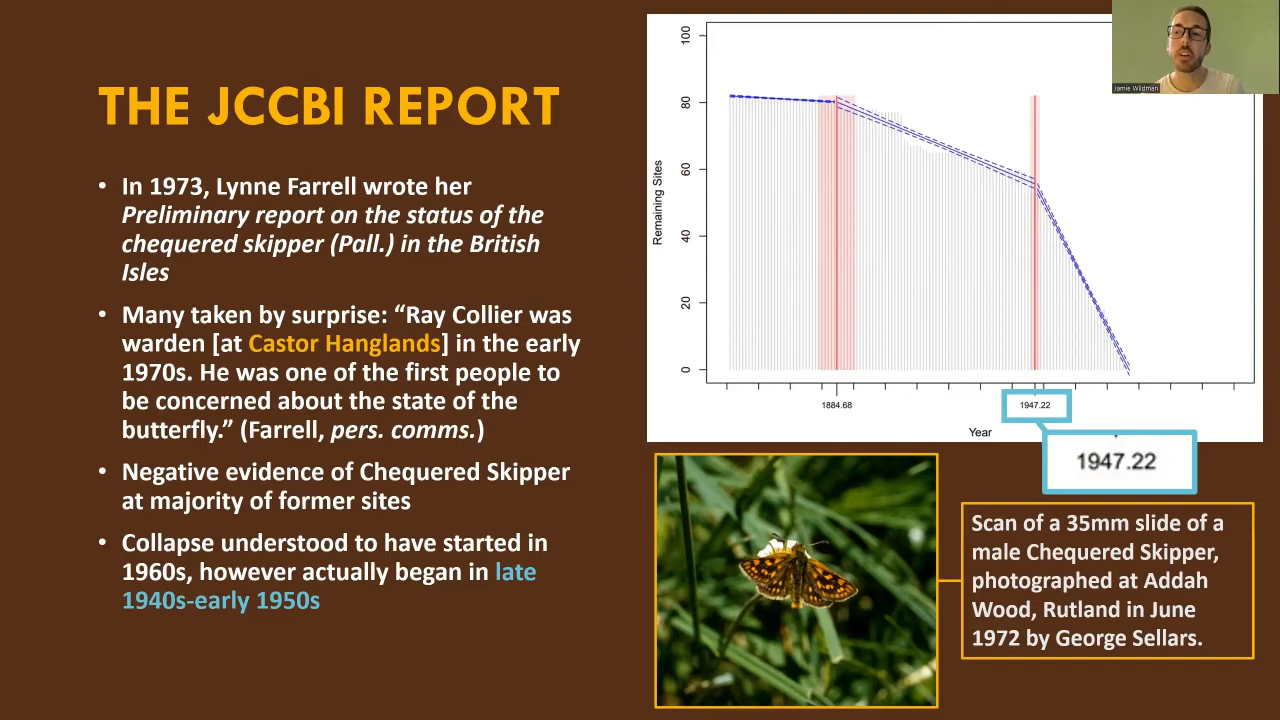 THE JCCBI REPORT
• In 1973, Lynne Farrell wrote her
Preliminary report on the status of the
chequered skipper (Pall.) in the British
Isles
• Many taken by surprise: “Ray Collier was
warden [at Castor Hanglands] in the early
1970s. He was one of the first people to
be concerned about the state of the
butterfly.” (Farrell, pers. comms.)
• Negative evidence of Chequered Skipper
at majority of former sites
• Collapse understood to have started in
1960s, however actually began in late
1940s-early 1950s
Remaining Sites
100
80
60
40
20
0
1884.68
1947.22
Year
1947.22
Jamie Wildman
Scan of a 35mm slide of a
male Chequered Skipper,
photographed at Addah
Wood, Rutland in June
1972 by George Sellars.